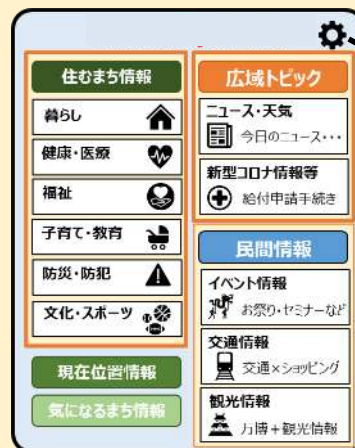 住むまち情報
暮らし
健康・医療
福祉
子育て・教育
防災・防犯
文化・スポーツ
現在位置情報
気になるまち情報
広域トピック
ニュース・天気
今日のニュース・・・
新型コロナ情報等
給付申請手続き
民間情報
イベント情報
お祭り・セミナーなど
交通情報
交通×ショッピング
観光情報
万博+観光情報